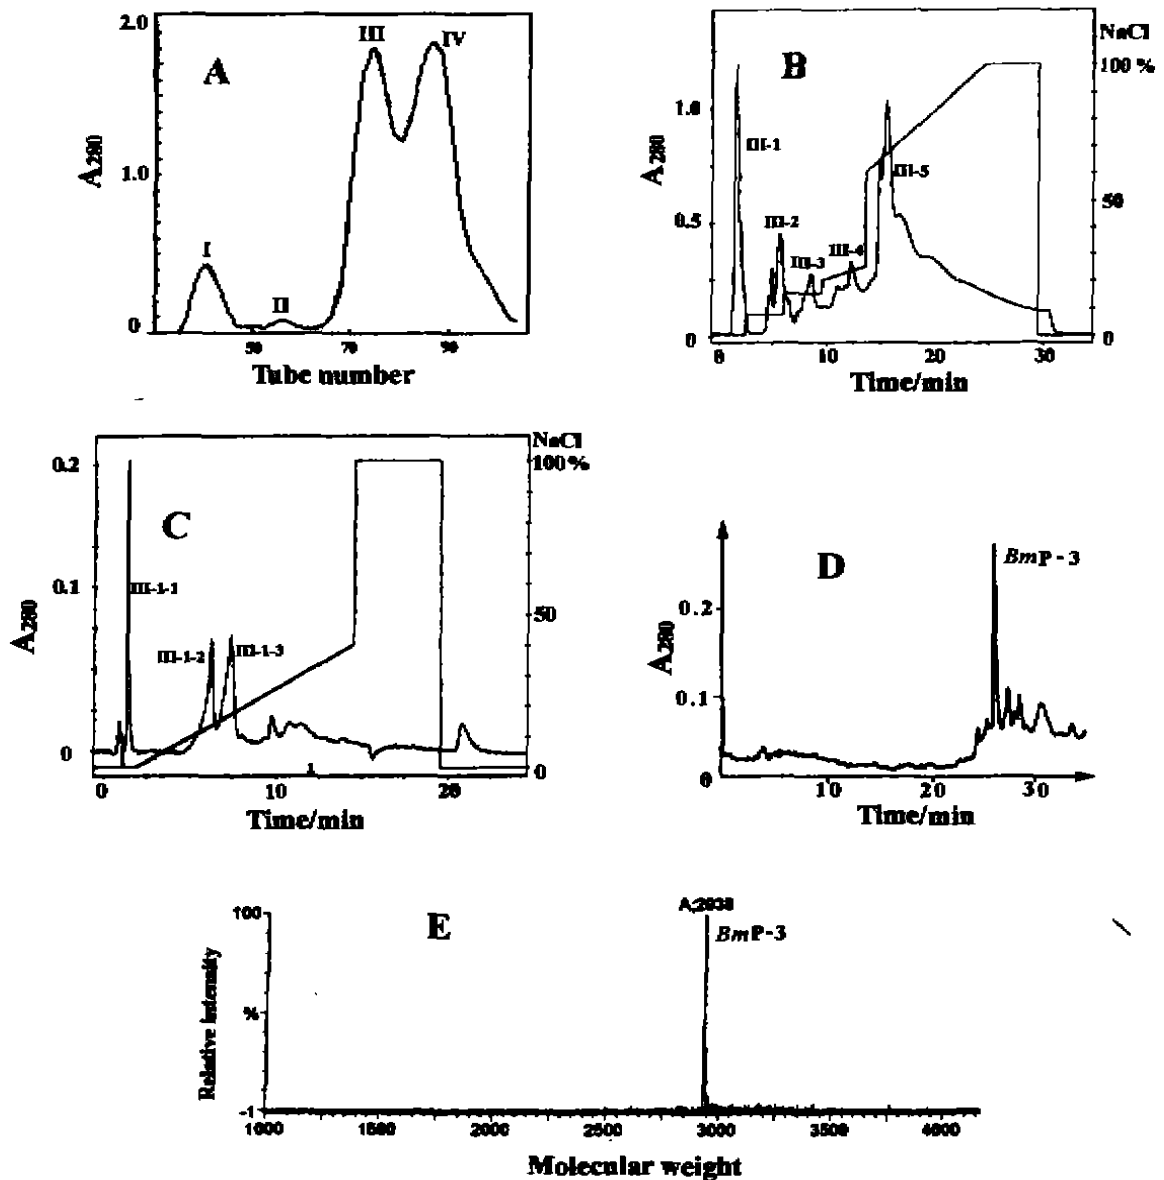 A
2.0
1.0
0
A280
I
II
III
IV
50
70
90
Tube number
B
NaCl
100 %
50
0
1.0
0.5
0
A280
III-1
III-2
III-3
III-4
III-5
0
10
20
30
Time/min
C
NaCl
100 %
50
0
0.2
0.1
0
A280
III-1-1
III-1-2
III-1-3
0
10
20
Time/min
D
BmP - 3
0.2
0.1
0
A280
10
20
30
Time/min
E
100
%
-1
Relative intensity
BmP-3
1000
1500
2000
2500
3000
3500
4000
Molecular weight